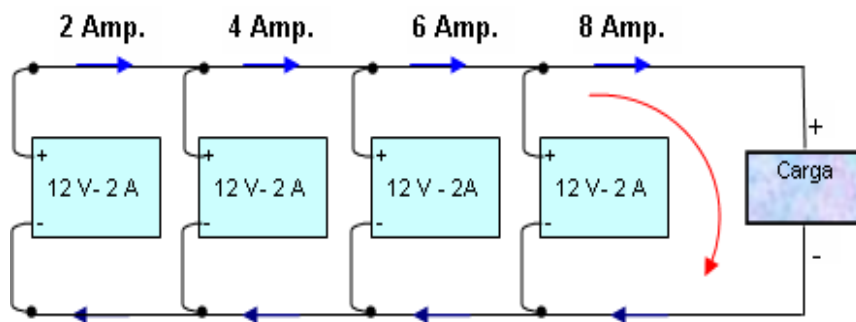 2 Amp. 4 Amp. 6 Amp. 8 Amp.
+ + + + +
12 V- 2 A 12 V- 2 A 12 V - 2A 12 V- 2 A Carga
- - - - -